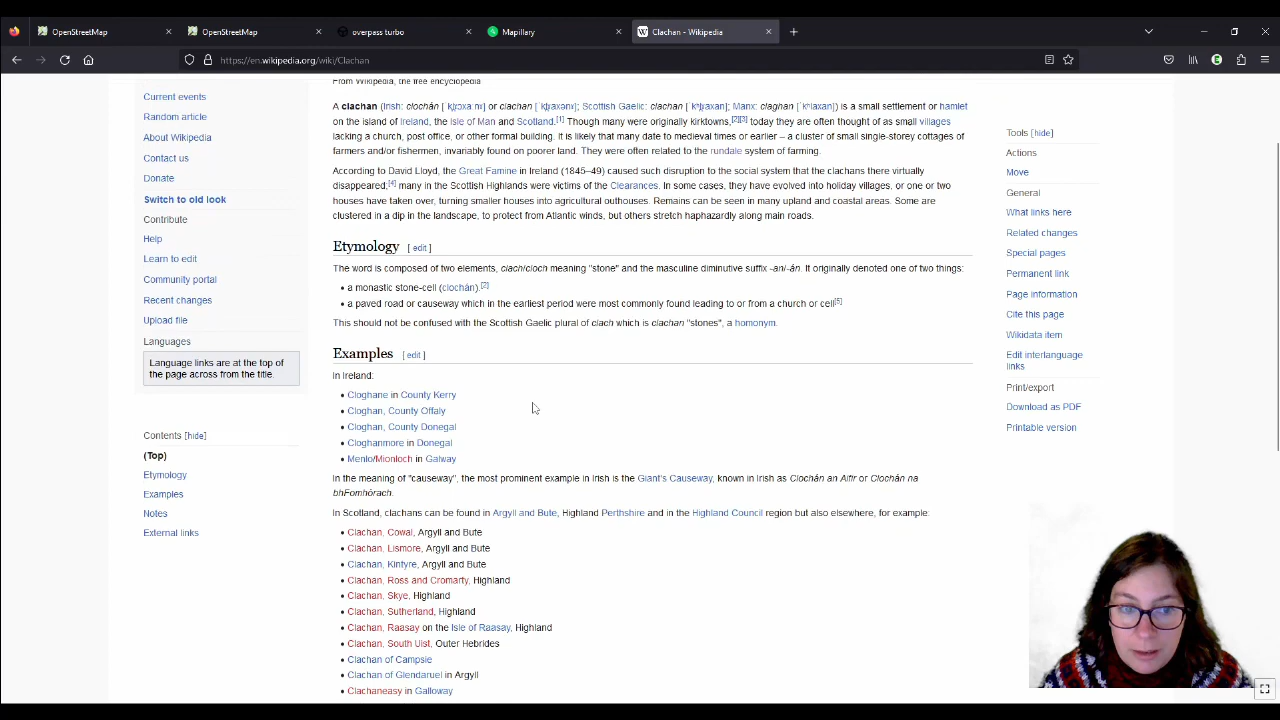 OpenStreetMap
OpenStreetMap
overpass turbo
Mapillary
Clachan - Wikipedia
https://en.wikipedia.org/wiki/Clachan
From Wikipedia, the free encyclopedia
Current events
Random article
About Wikipedia
Contact us
Donate
Switch to old look
Contribute
Help
Learn to edit
Community portal
Recent changes
Upload file
Languages
Language links are at the top of
the page across from the title.
Contents [hide]
(Top)
Etymology
Examples
Notes
External links
A clachan (Irish: clochán or clachan Scottish Gaelic: clachan Manx: claghan is a small settlement or hamlet
on the island of Ireland, the Isle of Man and Scotland.[1] Though many were originally kirktowns,[2][3] today they are often thought of as small villages
lacking a church, post office, or other formal building. It is likely that many date to medieval times or earlier – a cluster of small single-storey cottages of
farmers and/or fishermen, invariably found on poorer land. They were often related to the rundale system of farming.
According to David Lloyd, the Great Famine in Ireland (1845–49) caused such disruption to the social system that the clachans there virtually
disappeared;[4] many in the Scottish Highlands were victims of the Clearances. In some cases, they have evolved into holiday villages, or one or two
houses have taken over, turning smaller houses into agricultural outhouses. Remains can be seen in many upland and coastal areas. Some are
clustered in a dip in the landscape, to protect from Atlantic winds, but others stretch haphazardly along main roads.
Etymology [ edit ]
The word is composed of two elements, clach/cloch meaning "stone" and the masculine diminutive suffix -an/-án. It originally denoted one of two things:
• a monastic stone-cell (clochán).[2]
• a paved road or causeway which in the earliest period were most commonly found leading to or from a church or cell[5]
This should not be confused with the Scottish Gaelic plural of clach which is clachan "stones", a homonym.
Examples [ edit ]
In Ireland:
• Cloghane in County Kerry
• Cloghan, County Offaly
• Cloghan, County Donegal
• Cloghanmore in Donegal
• Menlo/Mionloch in Galway
In the meaning of "causeway", the most prominent example in Irish is the Giant's Causeway, known in Irish as Clochán an Aifir or Clochán na
bhFomhórach.
In Scotland, clachans can be found in Argyll and Bute, Highland Perthshire and in the Highland Council region but also elsewhere, for example:
• Clachan, Cowal, Argyll and Bute
• Clachan, Lismore, Argyll and Bute
• Clachan, Kintyre, Argyll and Bute
• Clachan, Ross and Cromarty, Highland
• Clachan, Skye, Highland
• Clachan, Sutherland, Highland
• Clachan, Raasay on the Isle of Raasay, Highland
• Clachan, South Uist, Outer Hebrides
• Clachan of Campsie
• Clachan of Glendaruel in Argyll
• Clachaneasy in Galloway
Tools [hide]
Actions
Move
General
What links here
Related changes
Special pages
Permanent link
Page information
Cite this page
Wikidata item
Edit interlanguage
links
Print/export
Download as PDF
Printable version